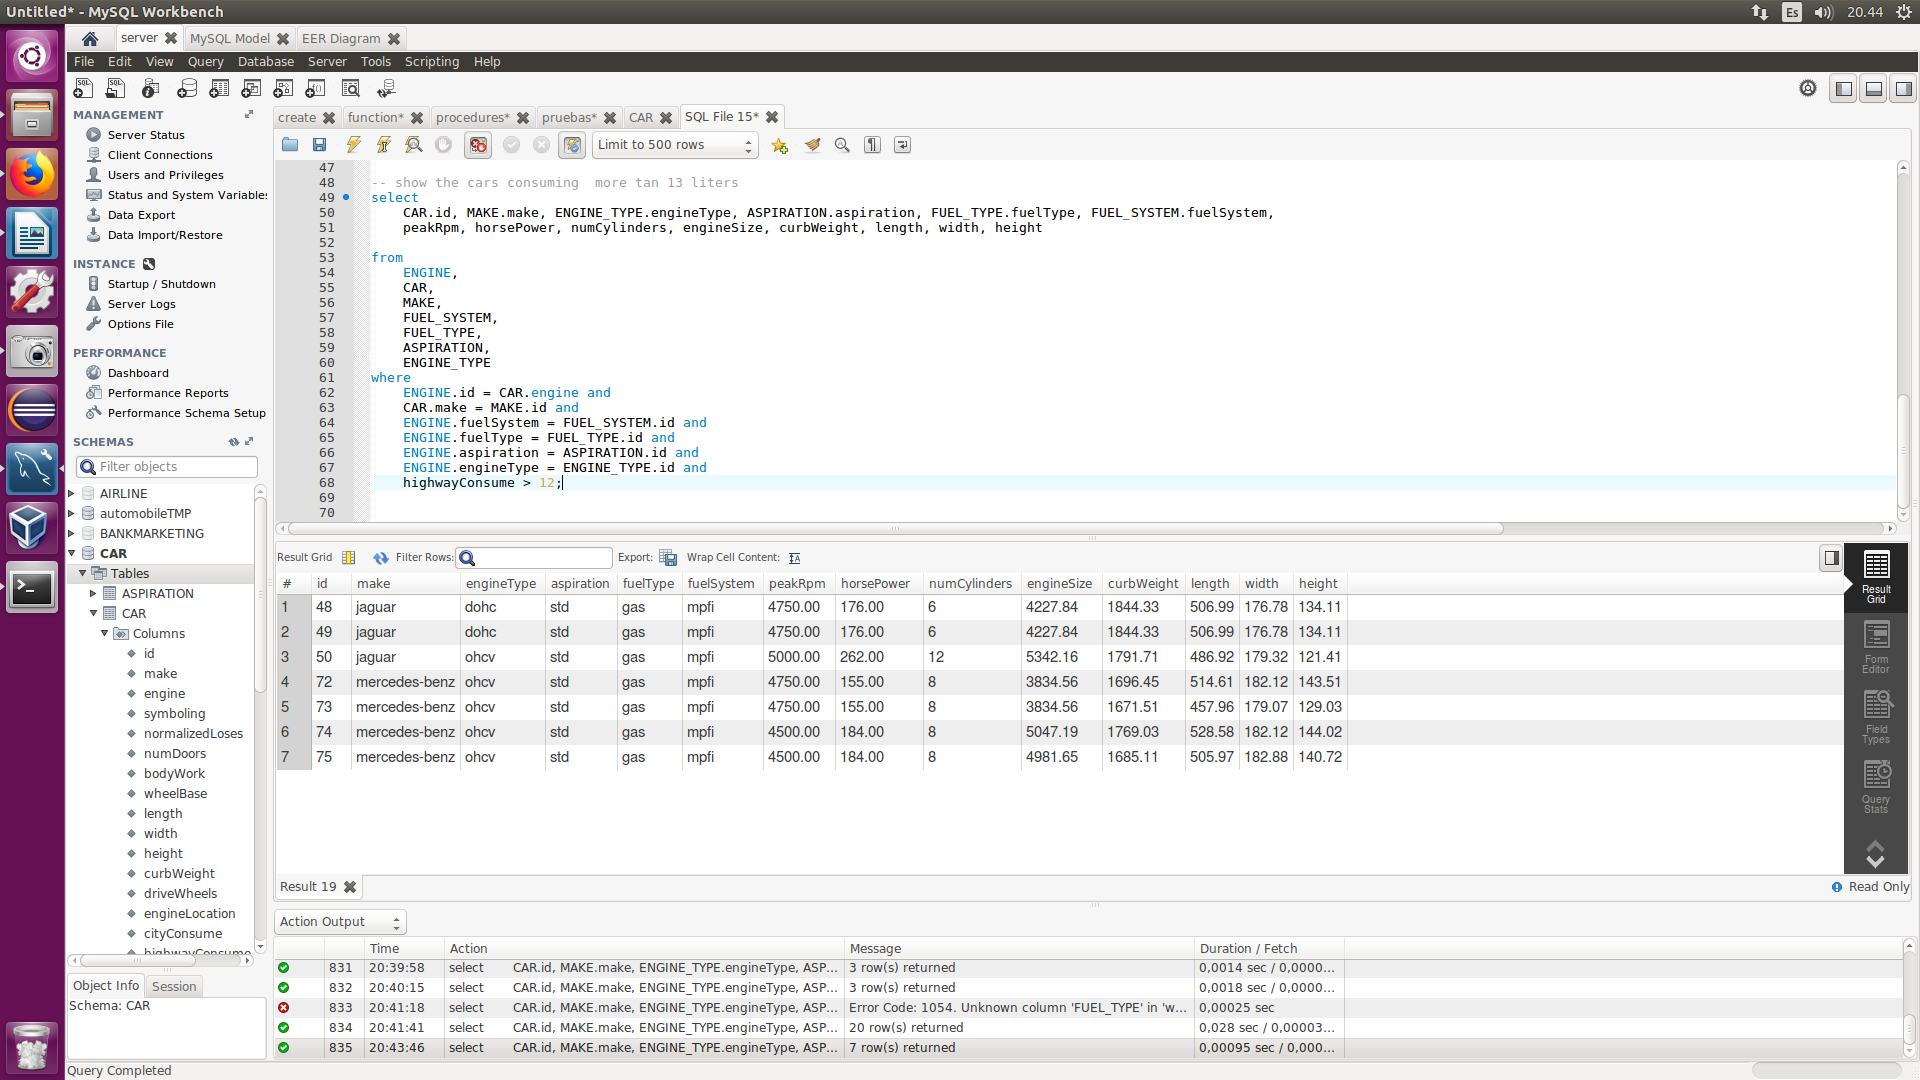 Untitled* - MySQL Workbench
Es
20.44
server
MySQL Model
EER Diagram
File Edit View Query Database Server Tools Scripting Help
MANAGEMENT
Server Status
Client Connections
Users and Privileges
Status and System Variables
Data Export
Data Import/Restore
INSTANCE
Startup / Shutdown
Server Logs
Options File
PERFORMANCE
Dashboard
Performance Reports
Performance Schema Setup
SCHEMAS
Filter objects
AIRLINE
automobileTMP
BANKMARKETING
CAR
Tables
ASPIRATION
CAR
Columns
id
make
engine
symboling
normalizedLoses
numDoors
bodyWork
wheelBase
length
width
height
curbWeight
driveWheels
engineLocation
cityConsume
highwayConsume
Object Info Session
Schema: CAR
create function* procedures* pruebas* CAR SQL File 15*
Limit to 500 rows
47
48 -- show the cars consuming  more tan 13 liters
49 select
50 CAR.id, MAKE.make, ENGINE_TYPE.engineType, ASPIRATION.aspiration, FUEL_TYPE.fuelType, FUEL_SYSTEM.fuelSystem,
51 peakRpm, horsePower, numCylinders, engineSize, curbWeight, length, width, height
52
53 from
54 ENGINE,
55 CAR,
56 MAKE,
57 FUEL_SYSTEM,
58 FUEL_TYPE,
59 ASPIRATION,
60 ENGINE_TYPE
61 where
62 ENGINE.id = CAR.engine and
63 CAR.make = MAKE.id and
64 ENGINE.fuelSystem = FUEL_SYSTEM.id and
65 ENGINE.fuelType = FUEL_TYPE.id and
66 ENGINE.aspiration = ASPIRATION.id and
67 ENGINE.engineType = ENGINE_TYPE.id and
68 highwayConsume > 12;
69
70
Result Grid Filter Rows: Export: Wrap Cell Content:
# id make engineType aspiration fuelType fuelSystem peakRpm horsePower numCylinders engineSize curbWeight length width height
1 48 jaguar dohc std gas mpfi 4750.00 176.00 6 4227.84 1844.33 506.99 176.78 134.11
2 49 jaguar dohc std gas mpfi 4750.00 176.00 6 4227.84 1844.33 506.99 176.78 134.11
3 50 jaguar ohcv std gas mpfi 5000.00 262.00 12 5342.16 1791.71 486.92 179.32 121.41
4 72 mercedes-benz ohcv std gas mpfi 4750.00 155.00 8 3834.56 1696.45 514.61 182.12 143.51
5 73 mercedes-benz ohcv std gas mpfi 4750.00 155.00 8 3834.56 1671.51 457.96 179.07 129.03
6 74 mercedes-benz ohcv std gas mpfi 4500.00 184.00 8 5047.19 1769.03 528.58 182.12 144.02
7 75 mercedes-benz ohcv std gas mpfi 4500.00 184.00 8 4981.65 1685.11 505.97 182.88 140.72
Result Grid
Form Editor
Field Types
Query Stats
Result 19
Read Only
Action Output
Time Action Message Duration / Fetch
831 20:39:58 select CAR.id, MAKE.make, ENGINE_TYPE.engineType, ASP... 3 row(s) returned 0,0014 sec / 0,0000...
832 20:40:15 select CAR.id, MAKE.make, ENGINE_TYPE.engineType, ASP... 3 row(s) returned 0,0018 sec / 0,0000...
833 20:41:18 select CAR.id, MAKE.make, ENGINE_TYPE.engineType, ASP... Error Code: 1054. Unknown column 'FUEL_TYPE' in 'w... 0,00025 sec
834 20:41:41 select CAR.id, MAKE.make, ENGINE_TYPE.engineType, ASP... 20 row(s) returned 0,028 sec / 0,00003...
835 20:43:46 select CAR.id, MAKE.make, ENGINE_TYPE.engineType, ASP... 7 row(s) returned 0,00095 sec / 0,000...
Query Completed